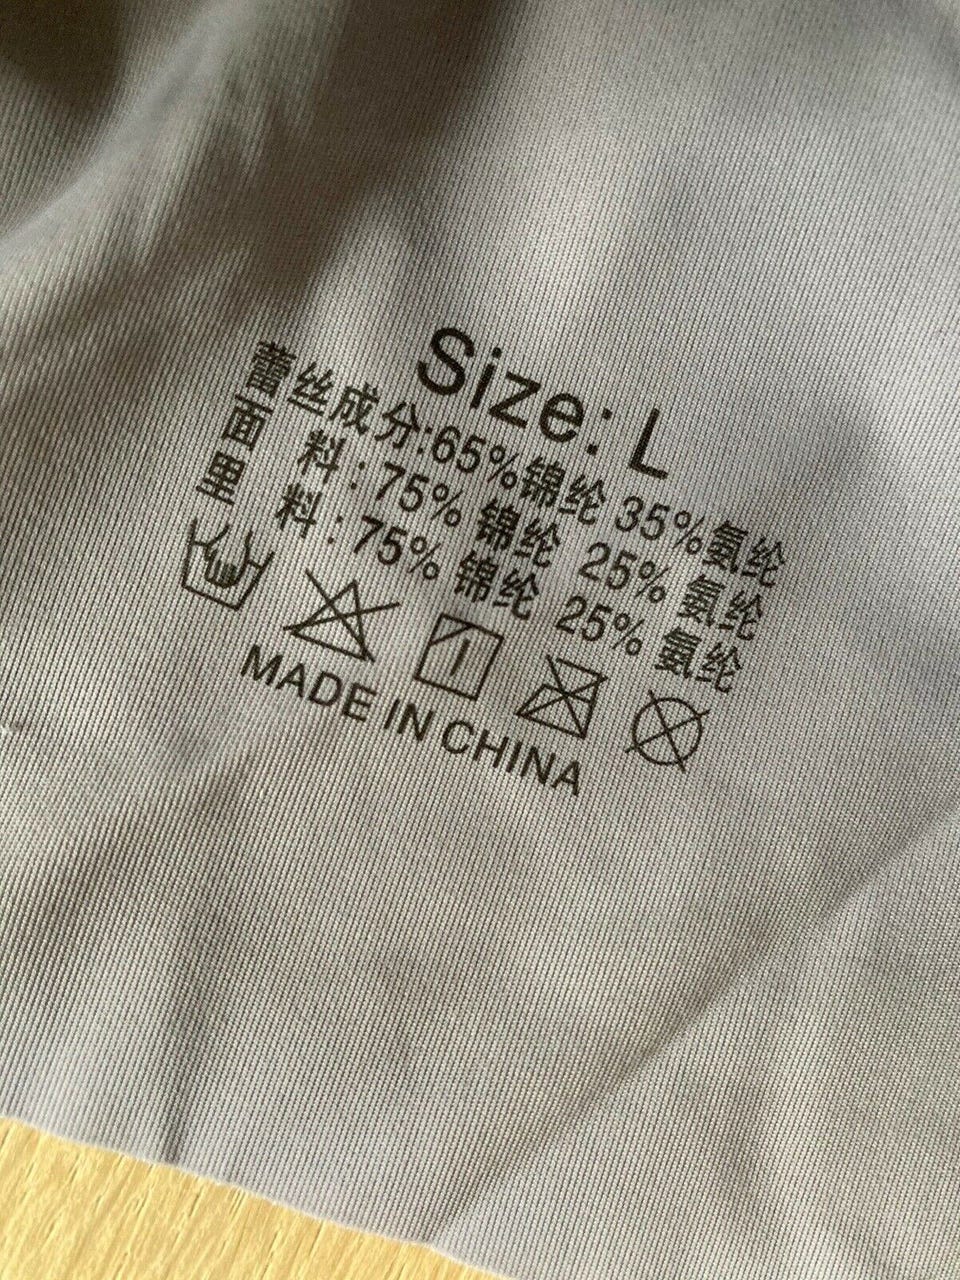 Size: L
蕾丝成分:65%锦纶 35%氨纶
面 料: 75% 锦纶 25% 氨纶
里 料: 75% 锦纶 25% 氨纶
MADE IN CHINA